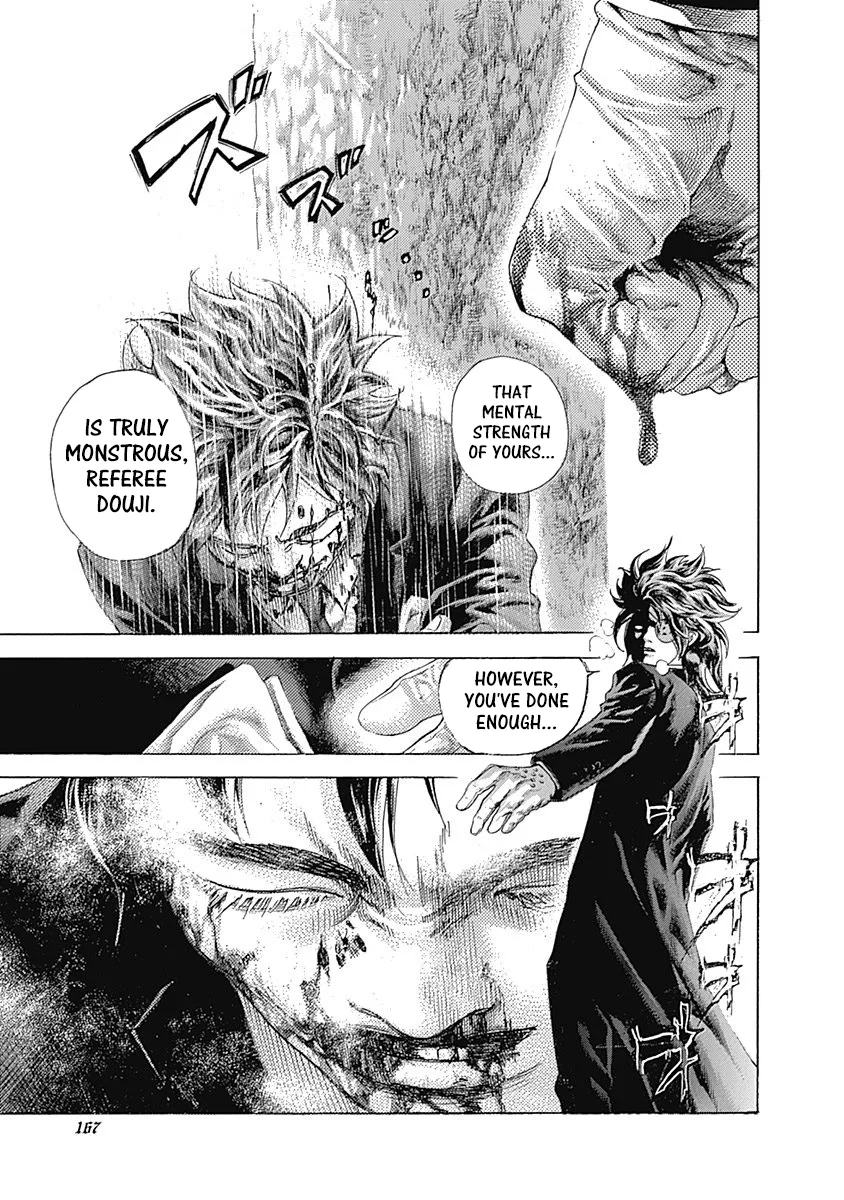 ズ
ズ
THAT
MENTAL
STRENGTH
OF YOURS...
IS TRULY
MONSTROUS,
REFEREE
DOUJI.
HOWEVER,
YOU'VE DONE
ENOUGH...
167